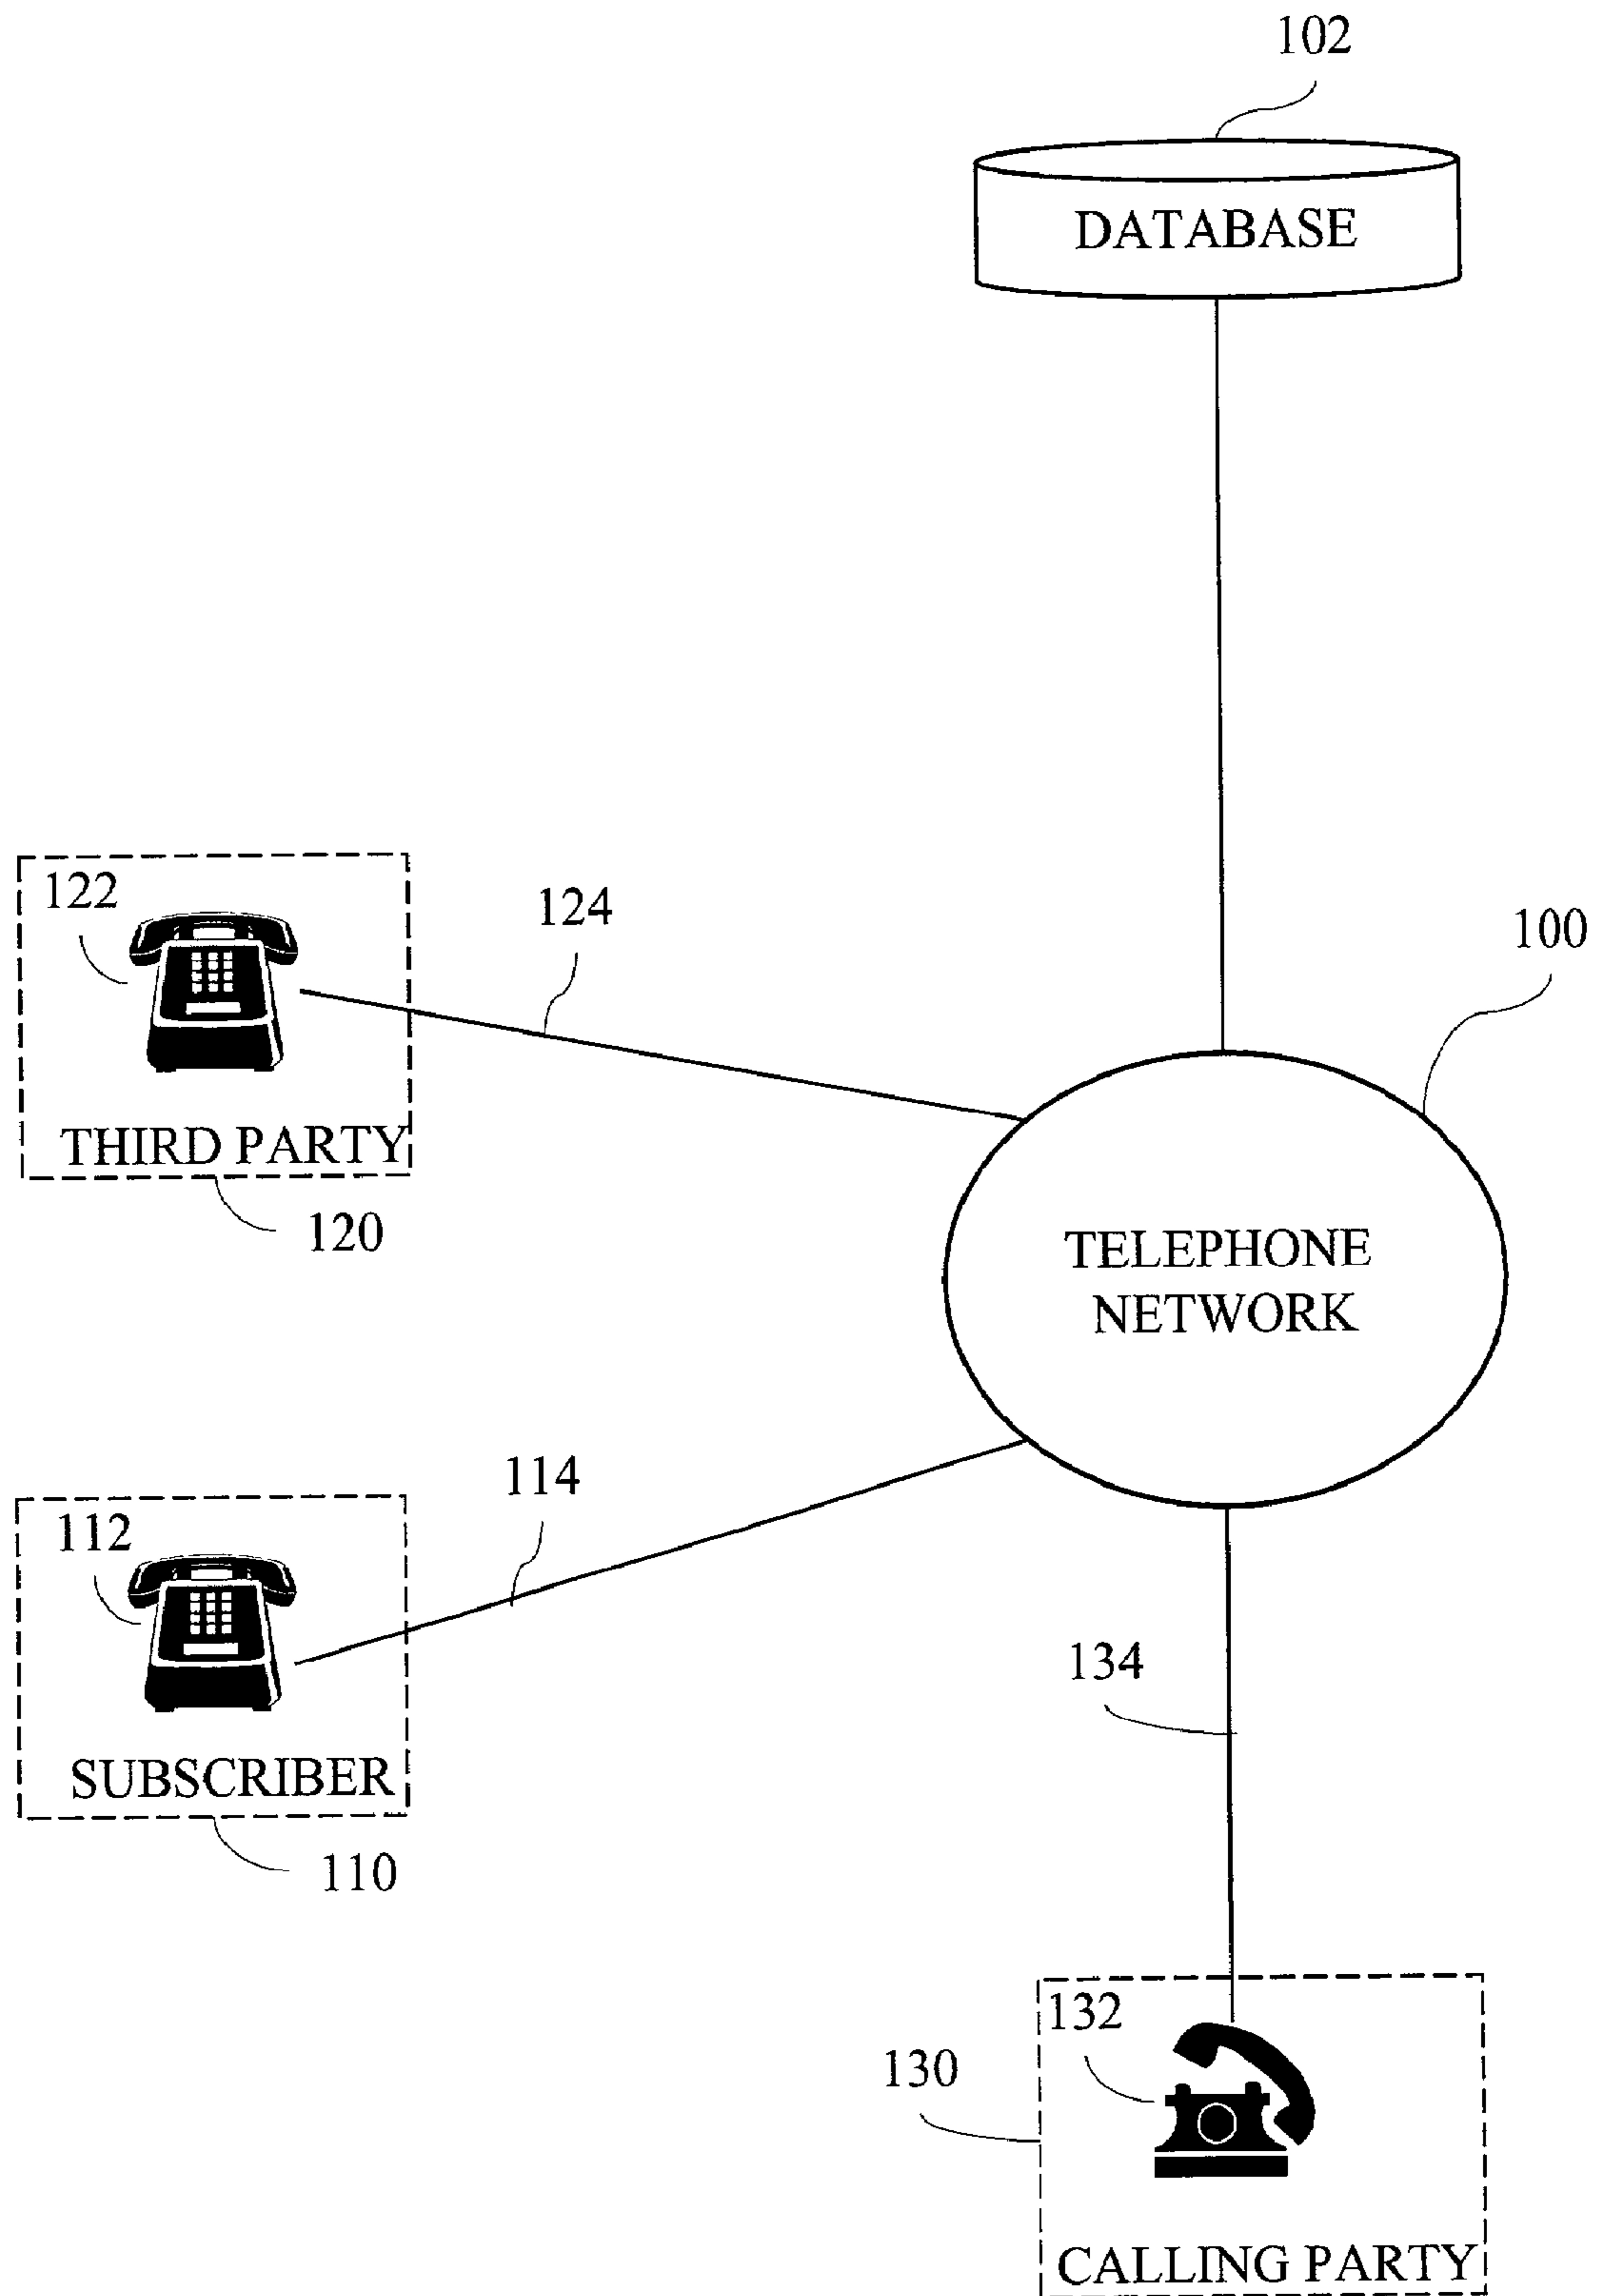 102
DATABASE
122
124
100
THIRD PARTY
120
TELEPHONE
NETWORK
114
112
134
SUBSCRIBER
110
132
130
CALLING PARTY